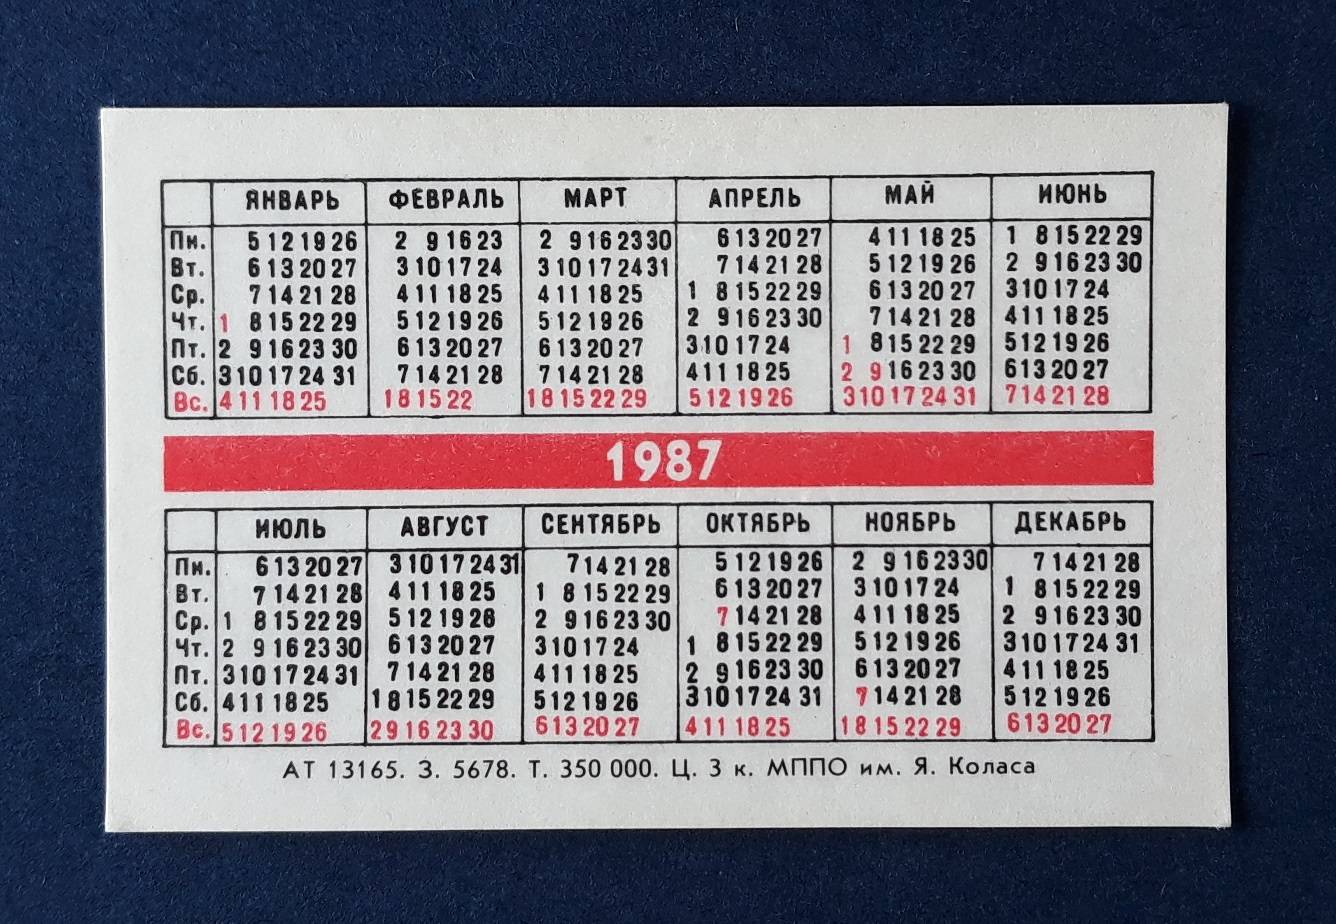 ЯНВАРЬ ФЕВРАЛЬ МАРТ АПРЕЛЬ МАЙ ИЮНЬ
Пн. 5 12 19 26 2 9 16 23 2 9 16 23 30 6 13 20 27 4 11 18 25 1 8 15 22 29
Вт. 6 13 20 27 3 10 17 24 3 10 17 24 31 7 14 21 28 5 12 19 26 2 9 16 23 30
Ср. 7 14 21 28 4 11 18 25 4 11 18 25 1 8 15 22 29 6 13 20 27 3 10 17 24
Чт. 1 8 15 22 29 5 12 19 26 5 12 19 26 2 9 16 23 30 7 14 21 28 4 11 18 25
Пт. 2 9 16 23 30 6 13 20 27 6 13 20 27 3 10 17 24 1 8 15 22 29 5 12 19 26
Сб. 3 10 17 24 31 7 14 21 28 7 14 21 28 4 11 18 25 2 9 16 23 30 6 13 20 27
Вс. 4 11 18 25 1 8 15 22 1 8 15 22 29 5 12 19 26 3 10 17 24 31 7 14 21 28
1987
ИЮЛЬ АВГУСТ СЕНТЯБРЬ ОКТЯБРЬ НОЯБРЬ ДЕКАБРЬ
Пн. 6 13 20 27 3 10 17 24 31 7 14 21 28 5 12 19 26 2 9 16 23 30 7 14 21 28
Вт. 7 14 21 28 4 11 18 25 1 8 15 22 29 6 13 20 27 3 10 17 24 1 8 15 22 29
Ср. 1 8 15 22 29 5 12 19 26 2 9 16 23 30 7 14 21 28 4 11 18 25 2 9 16 23 30
Чт. 2 9 16 23 30 6 13 20 27 3 10 17 24 1 8 15 22 29 5 12 19 26 3 10 17 24 31
Пт. 3 10 17 24 31 7 14 21 28 4 11 18 25 2 9 16 23 30 6 13 20 27 4 11 18 25
Сб. 4 11 18 25 1 8 15 22 29 5 12 19 26 3 10 17 24 31 7 14 21 28 5 12 19 26
Вс. 5 12 19 26 2 9 16 23 30 6 13 20 27 4 11 18 25 1 8 15 22 29 6 13 20 27
АТ 13165. З. 5678. Т. 350 000. Ц. 3 к. МППО им. Я. Коласа